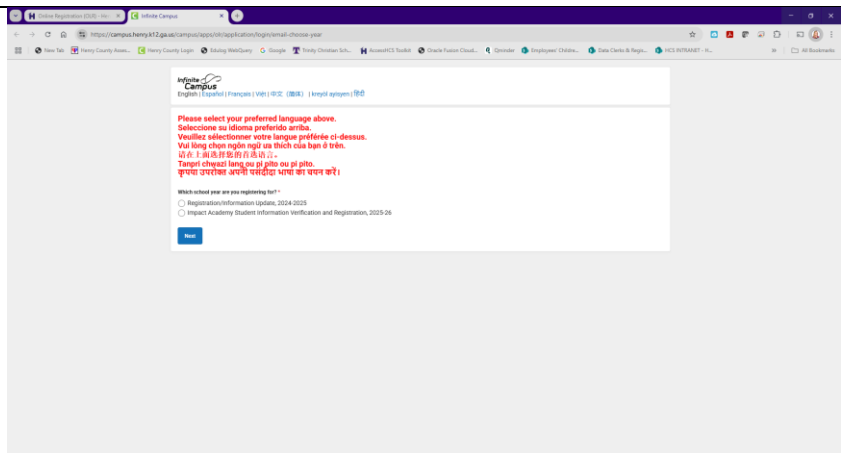 Online Registration (OLR) - Hen
Infinite Campus
https://campus.henry.k12.ga.us/campus/apps/olr/application/login/email-choose-year
New Tab
Henry County Asses...
Henry County Login
Edulog WebQuery
Google
Trinity Christian Sch...
AccessHCS Toolkit
Oracle Fusion Cloud...
Qminder
Employees' Childre...
Data Clerks & Regis...
HCS INTRANET - H...
All Bookmarks
Infinite
Campus
English | Español | Français | Việt | 中文（简体） | kreyòl ayisyen | हिंदी
Please select your preferred language above.
Seleccione su idioma preferido arriba.
Veuillez sélectionner votre langue préférée ci-dessus.
Vui lòng chọn ngôn ngữ ưa thích của bạn ở trên.
请在上面选择您的首选语言。
Tanpri chwazi lang ou pi pito ou pi pito.
कृपया उपरोक्त अपनी पसंदीदा भाषा का चयन करें।
Which school year are you registering for? *
Registration/Information Update, 2024-2025
Impact Academy Student Information Verification and Registration, 2025-26
Next